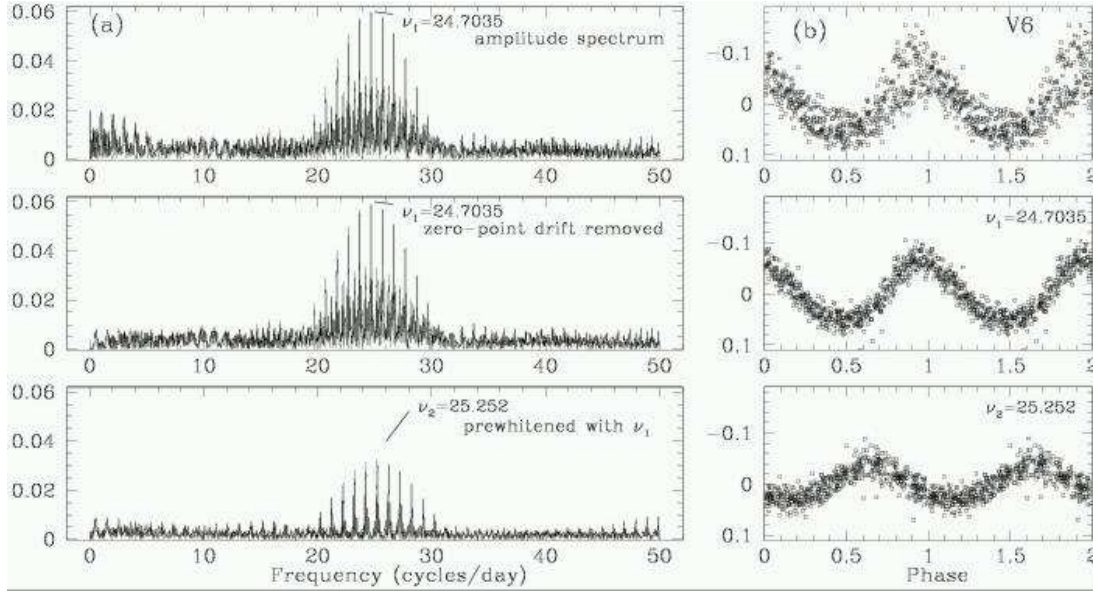 (a)
ν₁=24.7035
amplitude spectrum
0.06
0.04
0.02
0
0 10 20 30 40 50
ν₁=24.7035
zero-point drift removed
0.06
0.04
0.02
0
0 10 20 30 40 50
ν₂=25.252
prewhitened with ν₁
0.06
0.04
0.02
0
0 10 20 30 40 50
Frequency (cycles/day)
(b)
V6
-0.1
0
0.1
0 0.5 1 1.5 2
ν₁=24.7035
-0.1
0
0.1
0 0.5 1 1.5 2
ν₂=25.252
-0.1
0
0.1
0 0.5 1 1.5 2
Phase